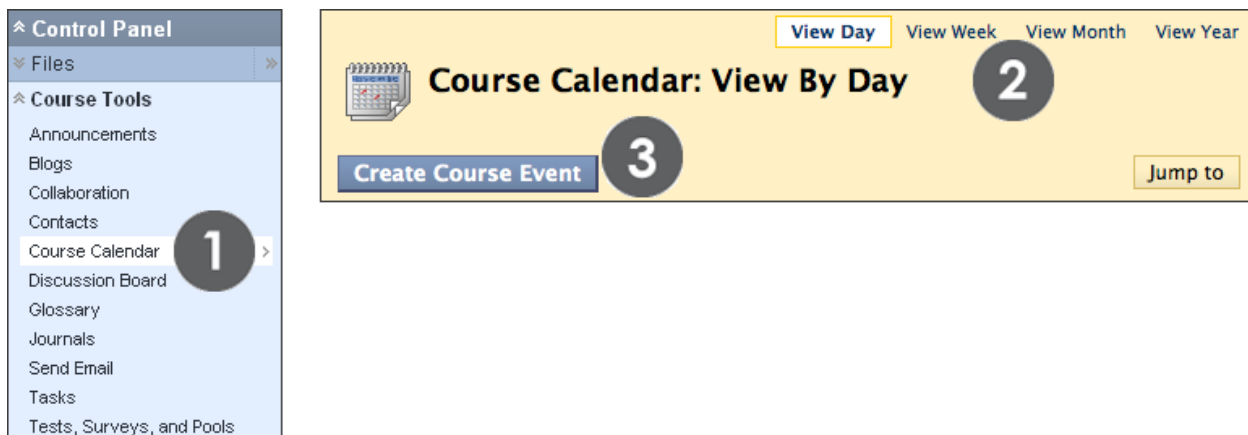 Control Panel
Files
Course Tools
Announcements
Blogs
Collaboration
Contacts
Course Calendar
1
Discussion Board
Glossary
Journals
Send Email
Tasks
Tests, Surveys, and Pools
View Day View Week View Month View Year
Course Calendar: View By Day
2
Create Course Event
3
Jump to